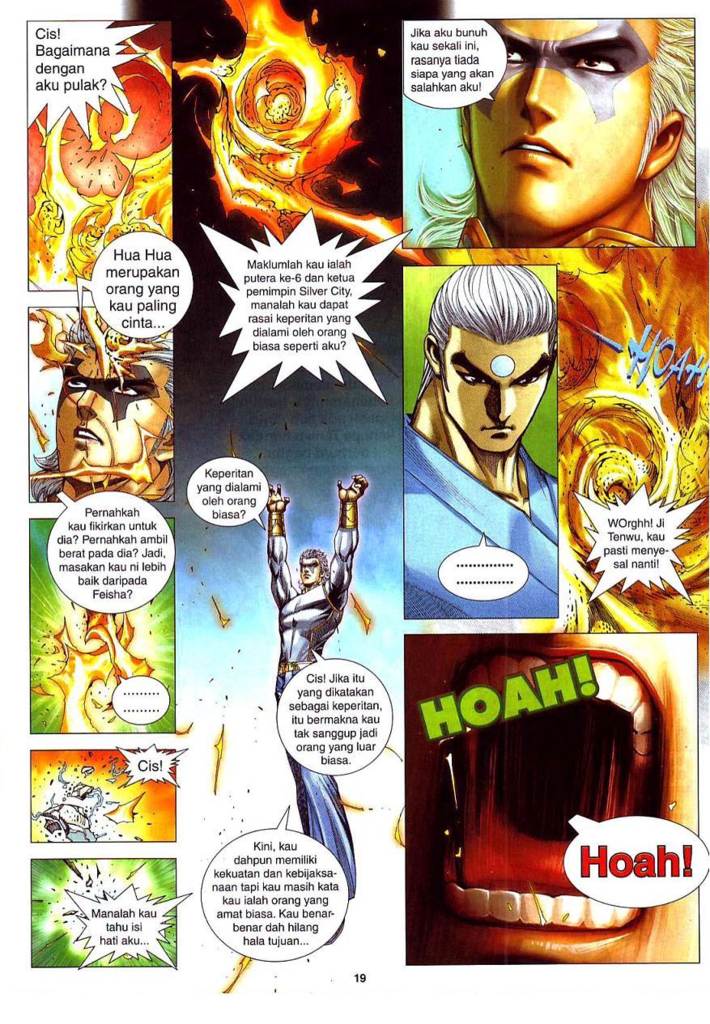 Cis!
Bagaimana
dengan
aku pulak?
Hua Hua
merupakan
orang yang
kau paling
cinta...
Pernahkah
kau fikirkan untuk
dia? Pernahkah ambil
berat pada dia? Jadi,
masakan kau ni lebih
baik daripada
Feisha?
.........
.........
Cis!
Manalah kau
tahu isi
hati aku...
Maklumlah kau ialah
putera ke-6 dan ketua
pemimpin Silver City,
manalah kau dapat
rasai keperitan yang
dialami oleh orang
biasa seperti aku?
Keperitan
yang dialami
oleh orang
biasa?
Cis! Jika itu
yang dikatakan
sebagai keperitan,
itu bermakna kau
tak sanggup jadi
orang yang luar
biasa.
Kini, kau
dahpun memiliki
kekuatan dan kebijaksa-
naan tapi kau masih kata
kau ialah orang yang
amat biasa. Kau benar-
benar dah hilang
hala tujuan...
Jika aku bunuh
kau sekali ini,
rasanya tiada
siapa yang akan
salahkan aku!
..............
..............
HOAH
WOrghh! Ji
Tenwu, kau
pasti menye-
sal nanti!
HOAH!
Hoah!
19